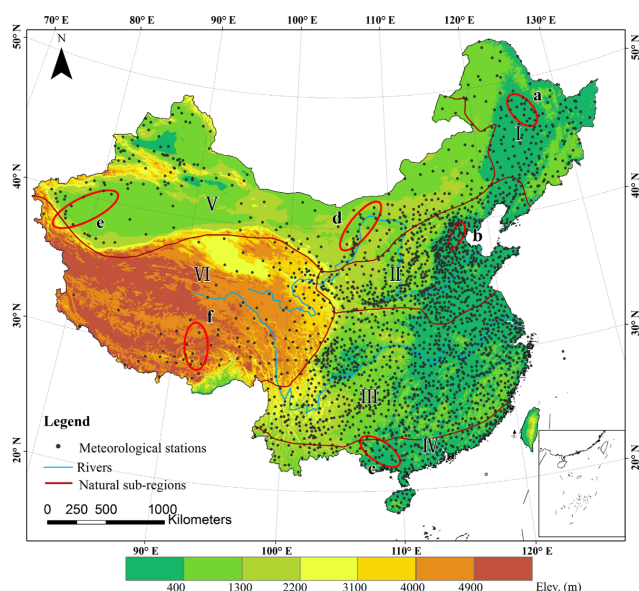 70° E 80° E 90° E 100° E 110° E 120° E 130° E
50° N
50° N
N
a
I
40° N
40° N
V
d
e
b
II
VI
30° N
30° N
f
III
Legend
IV
Meteorological stations
c
20° N
20° N
Rivers
Natural sub-regions
0 250 500 1000
Kilometers
90° E 100° E 110° E 120° E
400 1300 2200 3100 4000 4900 Elev. (m)